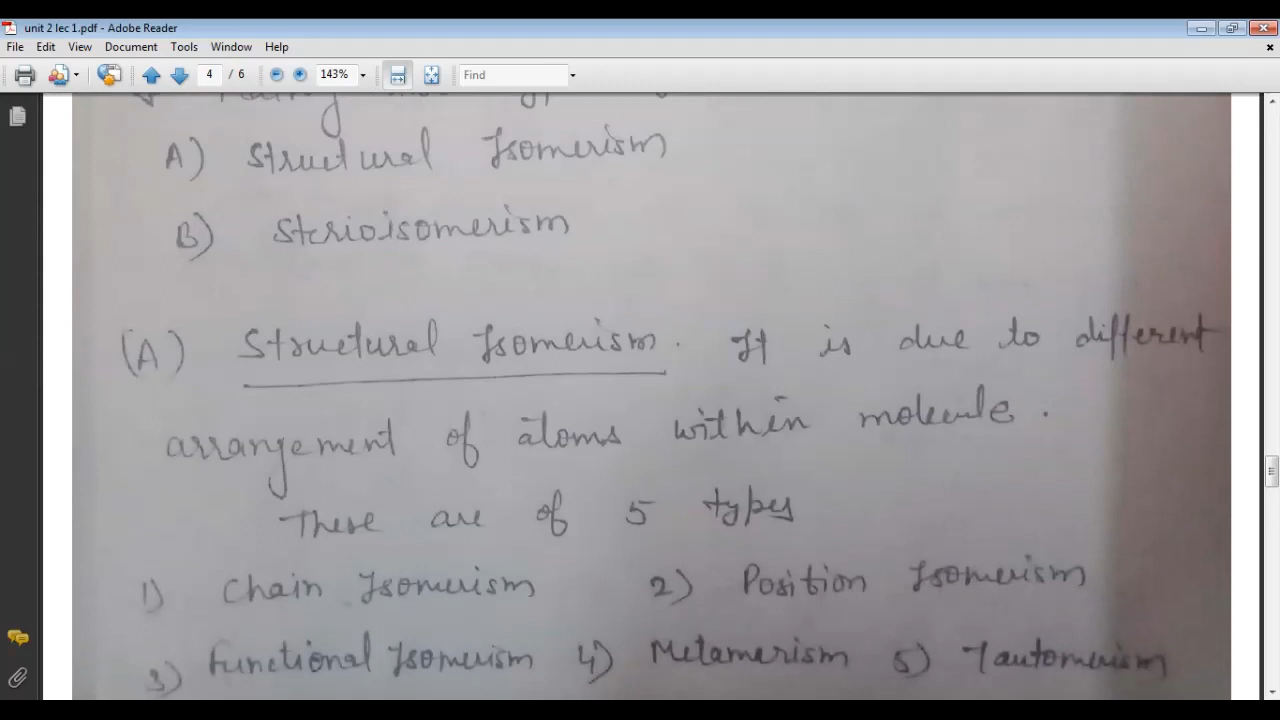 unit 2 lec 1.pdf - Adobe Reader
File Edit View Document Tools Window Help
4 / 6 143% Find
A) Structural Isomerism
B) Sterioisomerism
(A) Structural Isomerism. It is due to different
arrangement of atoms within molecule.
These are of 5 types
1) Chain Isomerism 2) Position Isomerism
3) Functional Isomerism 4) Metamerism 5) Tautomerism